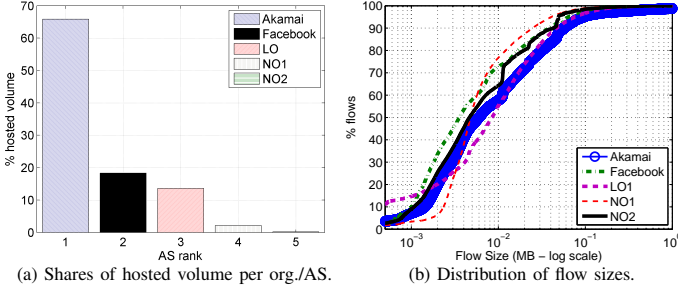 % hosted volume
70
60
50
40
30
20
10
0
1 2 3 4 5
AS rank
Akamai
Facebook
LO
NO1
NO2
(a) Shares of hosted volume per org./AS.
% flows
100
90
80
70
60
50
40
30
20
10
0
10⁻³ 10⁻² 10⁻¹ 10⁰
Flow Size (MB − log scale)
Akamai
Facebook
LO1
NO1
NO2
(b) Distribution of flow sizes.